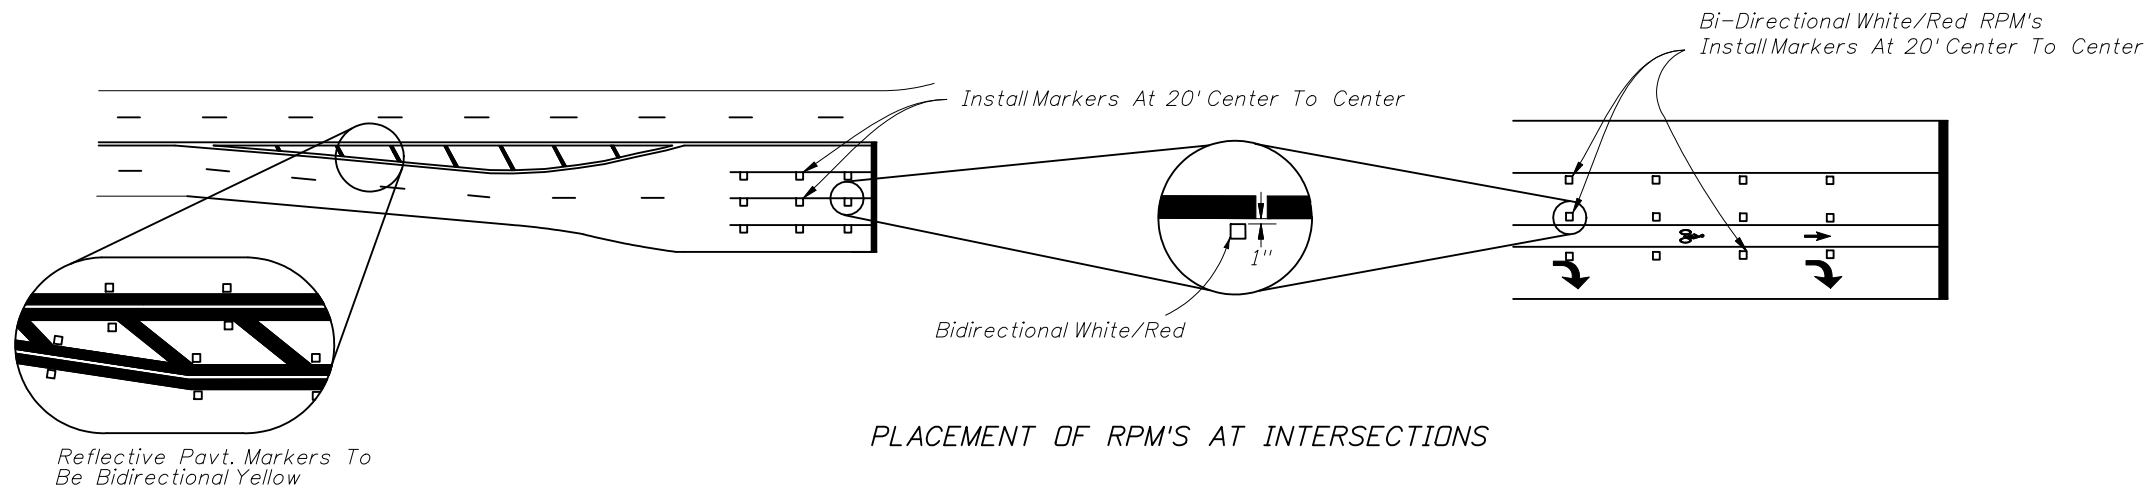 Bi-Directional White/Red RPM's
Install Markers At 20' Center To Center
Install Markers At 20' Center To Center
1"
Bidirectional White/Red
PLACEMENT OF RPM'S AT INTERSECTIONS
Reflective Pavt. Markers To
Be Bidirectional Yellow